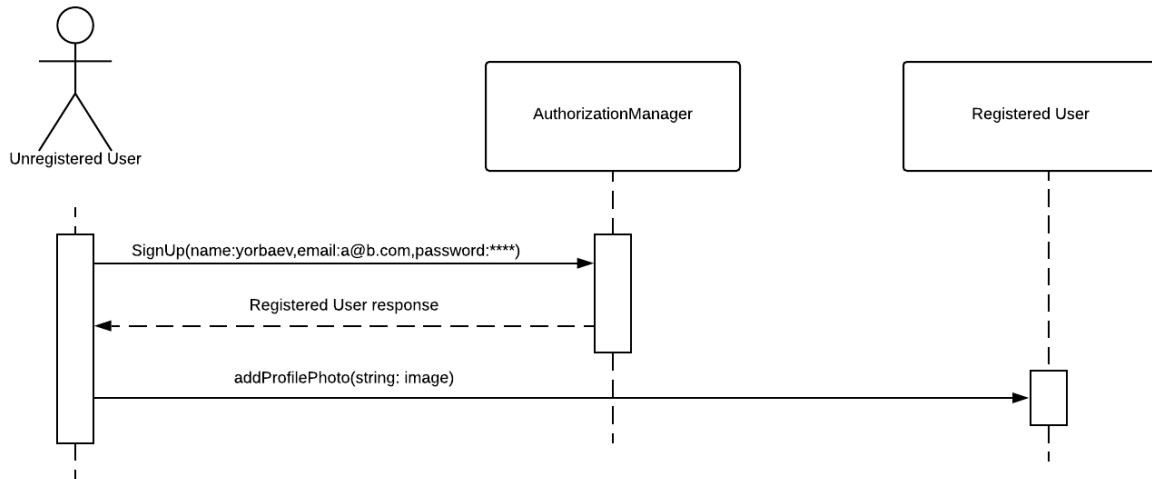 Unregistered User
AuthorizationManager
Registered User
SignUp(name:yorbaev,email:a@b.com,password:****)
Registered User response
addProfilePhoto(string: image)